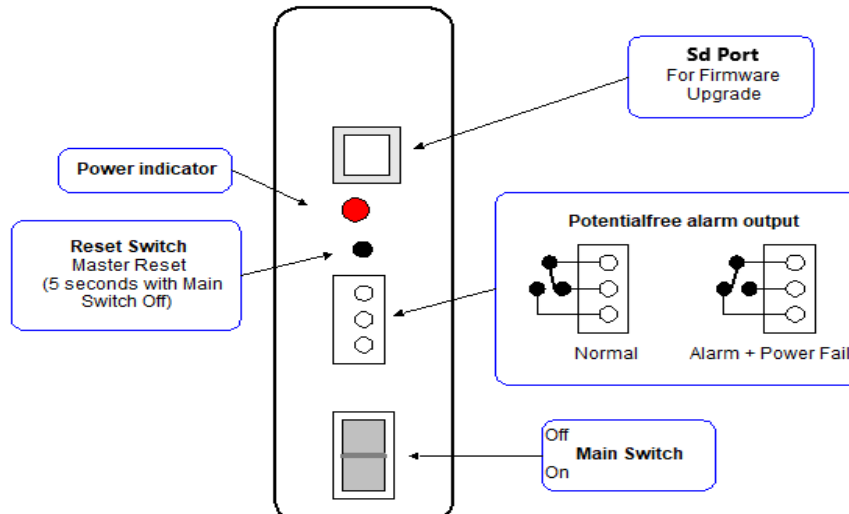 Sd Port
For Firmware
Upgrade
Power indicator
Reset Switch
Master Reset
(5 seconds with Main
Switch Off)
Potentialfree alarm output
Normal
Alarm + Power Fail
Off
Main Switch
On